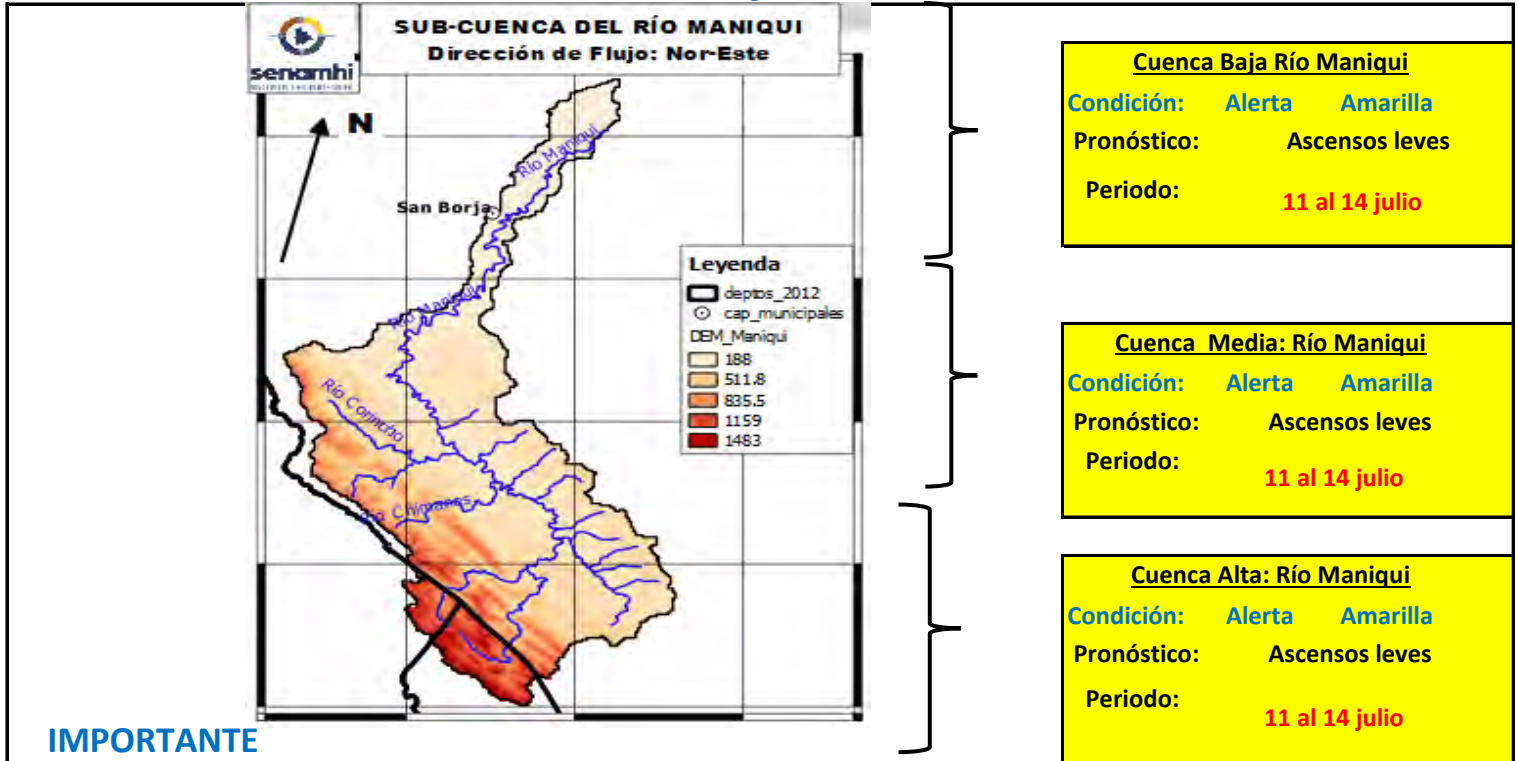 SUB-CUENCA DEL RÍO MANIQUI
Dirección de Flujo: Nor-Este
senamhi
N
Río Maniqui
San Borja
Río Maniqui
Río Chimanes
Leyenda
deptos_2012
cap_municipales
DEM_Maniqui
188
511.8
835.5
1159
1483
Cuenca Baja Río Maniqui
Condición: Alerta Amarilla
Pronóstico: Ascensos leves
Periodo: 11 al 14 julio
Cuenca Media: Río Maniqui
Condición: Alerta Amarilla
Pronóstico: Ascensos leves
Periodo: 11 al 14 julio
Cuenca Alta: Río Maniqui
Condición: Alerta Amarilla
Pronóstico: Ascensos leves
Periodo: 11 al 14 julio
IMPORTANTE